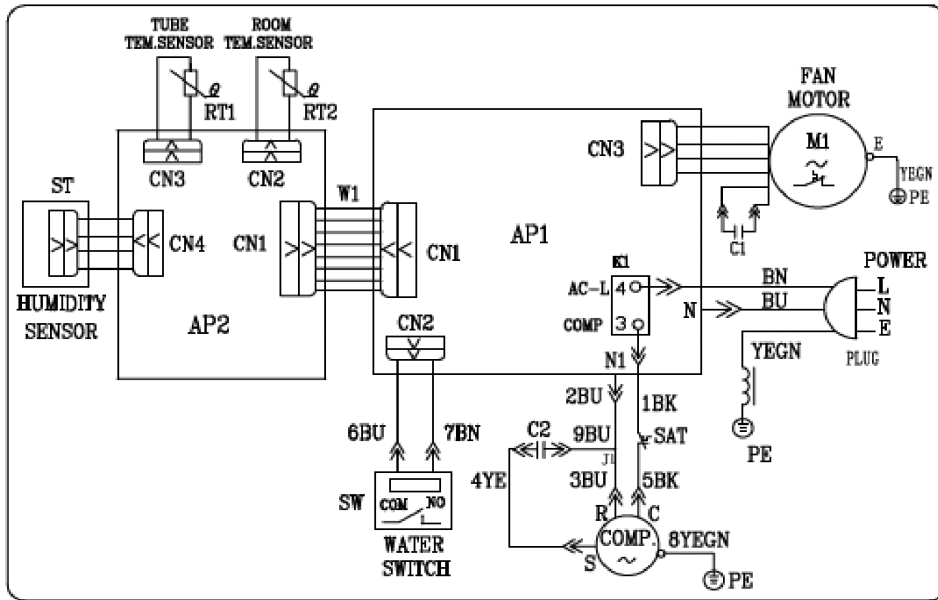 TUBE
TEM.SENSOR
ROOM
TEM.SENSOR
θ
RT1
θ
RT2
CN3
CN2
FAN
MOTOR
M1
~
E
YEGN
PE
CN3
C1
ST
CN4
CN1
W1
CN1
AP1
HUMIDITY
SENSOR
AP2
K1
AC-L
4
COMP
3
N
BN
BU
POWER
L
N
E
PLUG
YEGN
PE
CN2
N1
2BU
1BK
6BU
7BN
C2
9BU
SAT
J1
4YE
3BU
5BK
SW
COM
NO
WATER
SWITCH
R
C
COMP.
~
S
8YEGN
PE